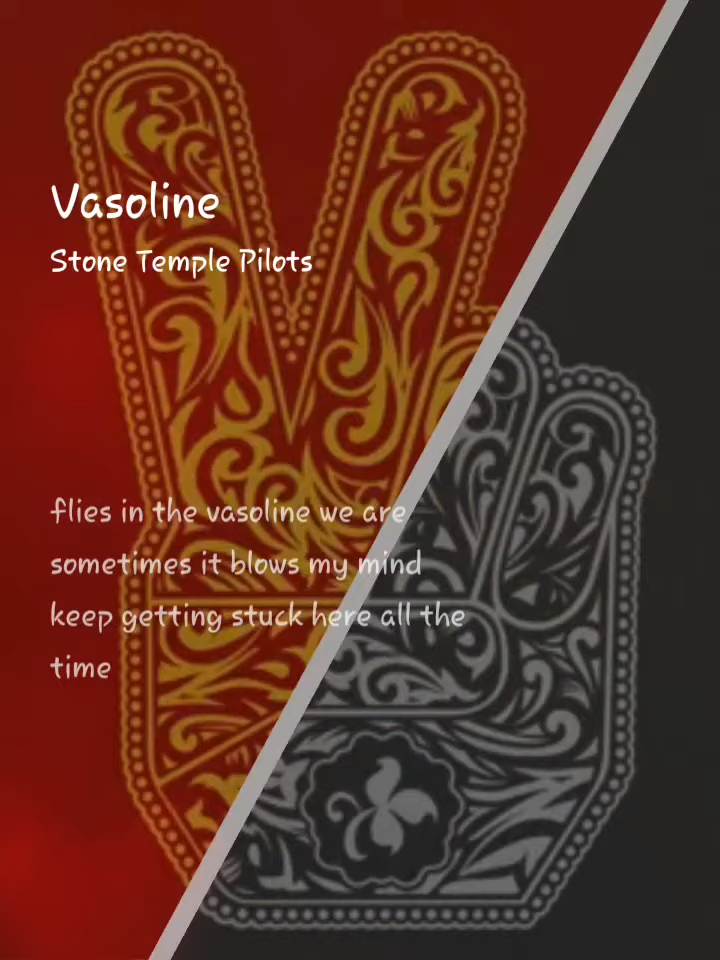 Vasoline
Stone Temple Pilots
flies in the vasoline we are
sometimes it blows my mind
keep getting stuck here all the
time